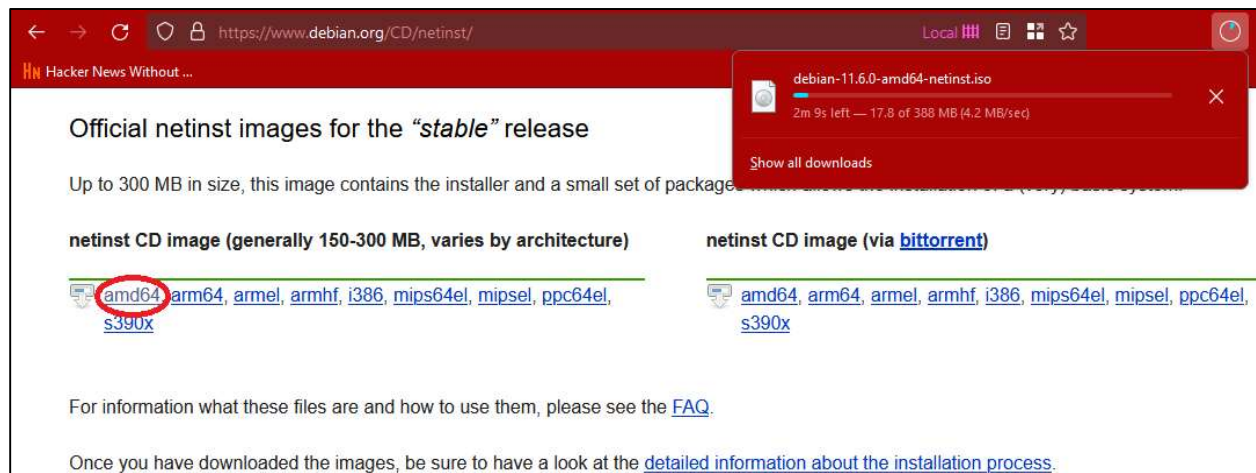 https://www.debian.org/CD/netinst/
Local
HN Hacker News Without ...
debian-11.6.0-amd64-netinst.iso
2m 9s left — 17.8 of 388 MB (4.2 MB/sec)
Show all downloads
Official netinst images for the "stable" release
Up to 300 MB in size, this image contains the installer and a small set of
netinst CD image (generally 150-300 MB, varies by architecture)
amd64, arm64, armel, armhf, i386, mips64el, mipsel, ppc64el,
s390x
netinst CD image (via bittorrent)
amd64, arm64, armel, armhf, i386, mips64el, mipsel, ppc64el,
s390x
For information what these files are and how to use them, please see the FAQ.
Once you have downloaded the images, be sure to have a look at the detailed information about the installation process.